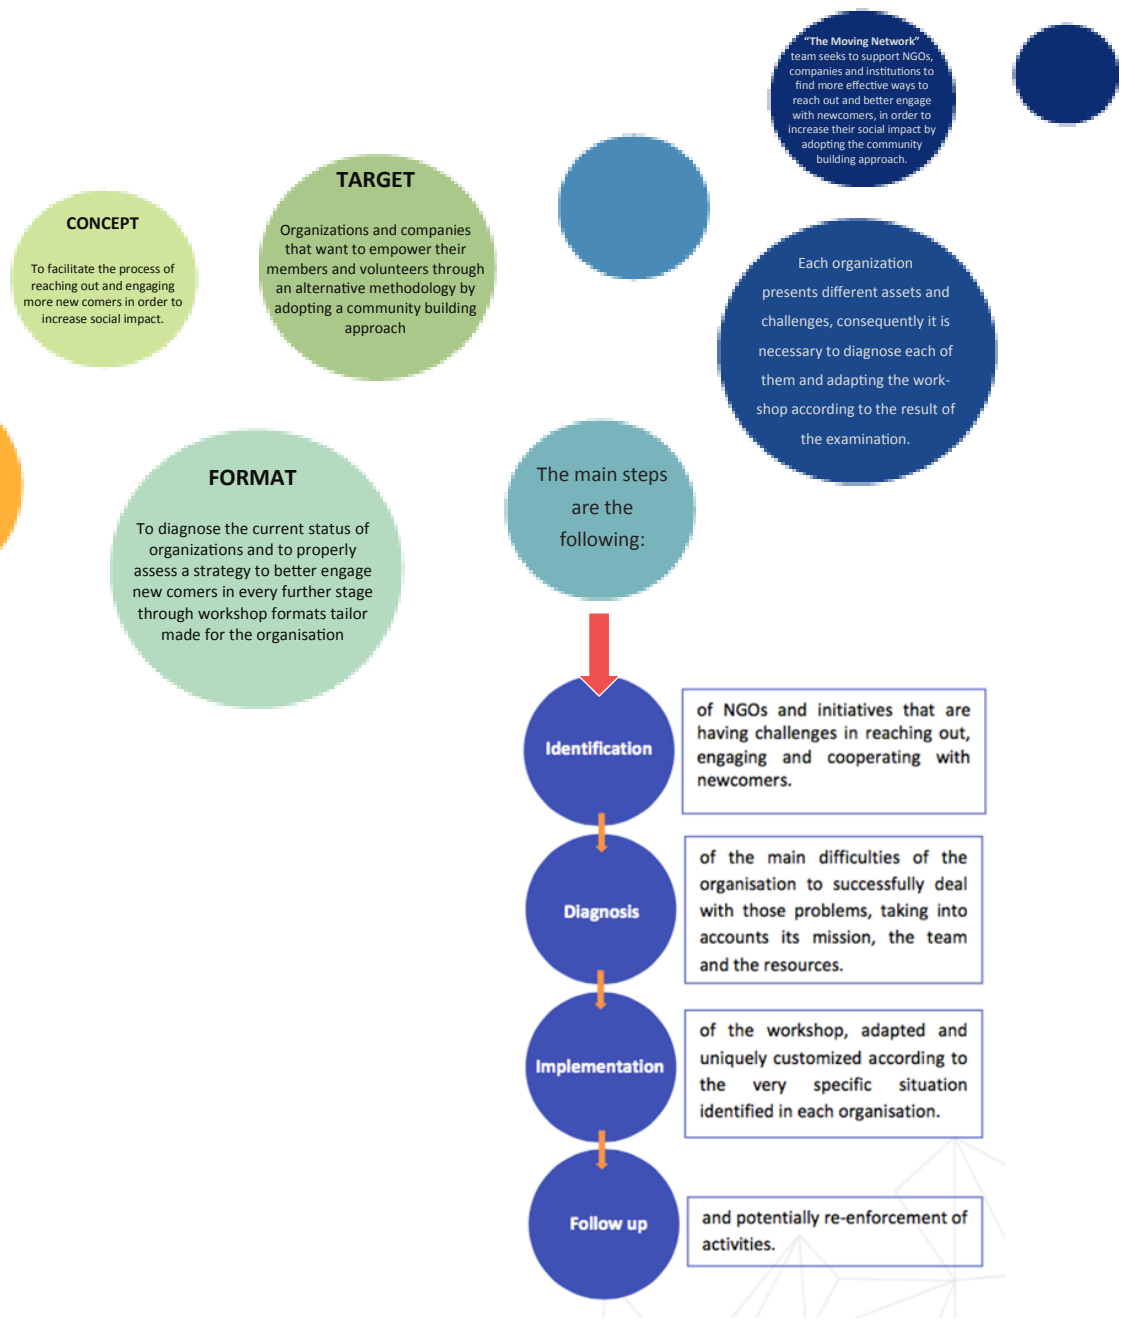 "The Moving Network"
team seeks to support NGOs,
companies and institutions to
find more effective ways to
reach out and better engage
with newcomers, in order to
increase their social impact by
adopting the community
building approach.
TARGET
Organizations and companies
that want to empower their
members and volunteers through
an alternative methodology by
adopting a community building
approach
CONCEPT
To facilitate the process of
reaching out and engaging
more new comers in order to
increase social impact.
Each organization
presents different assets and
challenges, consequently it is
necessary to diagnose each of
them and adapting the work-
shop according to the result of
the examination.
FORMAT
To diagnose the current status of
organizations and to properly
assess a strategy to better engage
new comers in every further stage
through workshop formats tailor
made for the organisation
The main steps
are the
following:
Identification
of NGOs and initiatives that are
having challenges in reaching out,
engaging and cooperating with
newcomers.
Diagnosis
of the main difficulties of the
organisation to successfully deal
with those problems, taking into
accounts its mission, the team
and the resources.
Implementation
of the workshop, adapted and
uniquely customized according to
the very specific situation
identified in each organisation.
Follow up
and potentially re-enforcement of
activities.